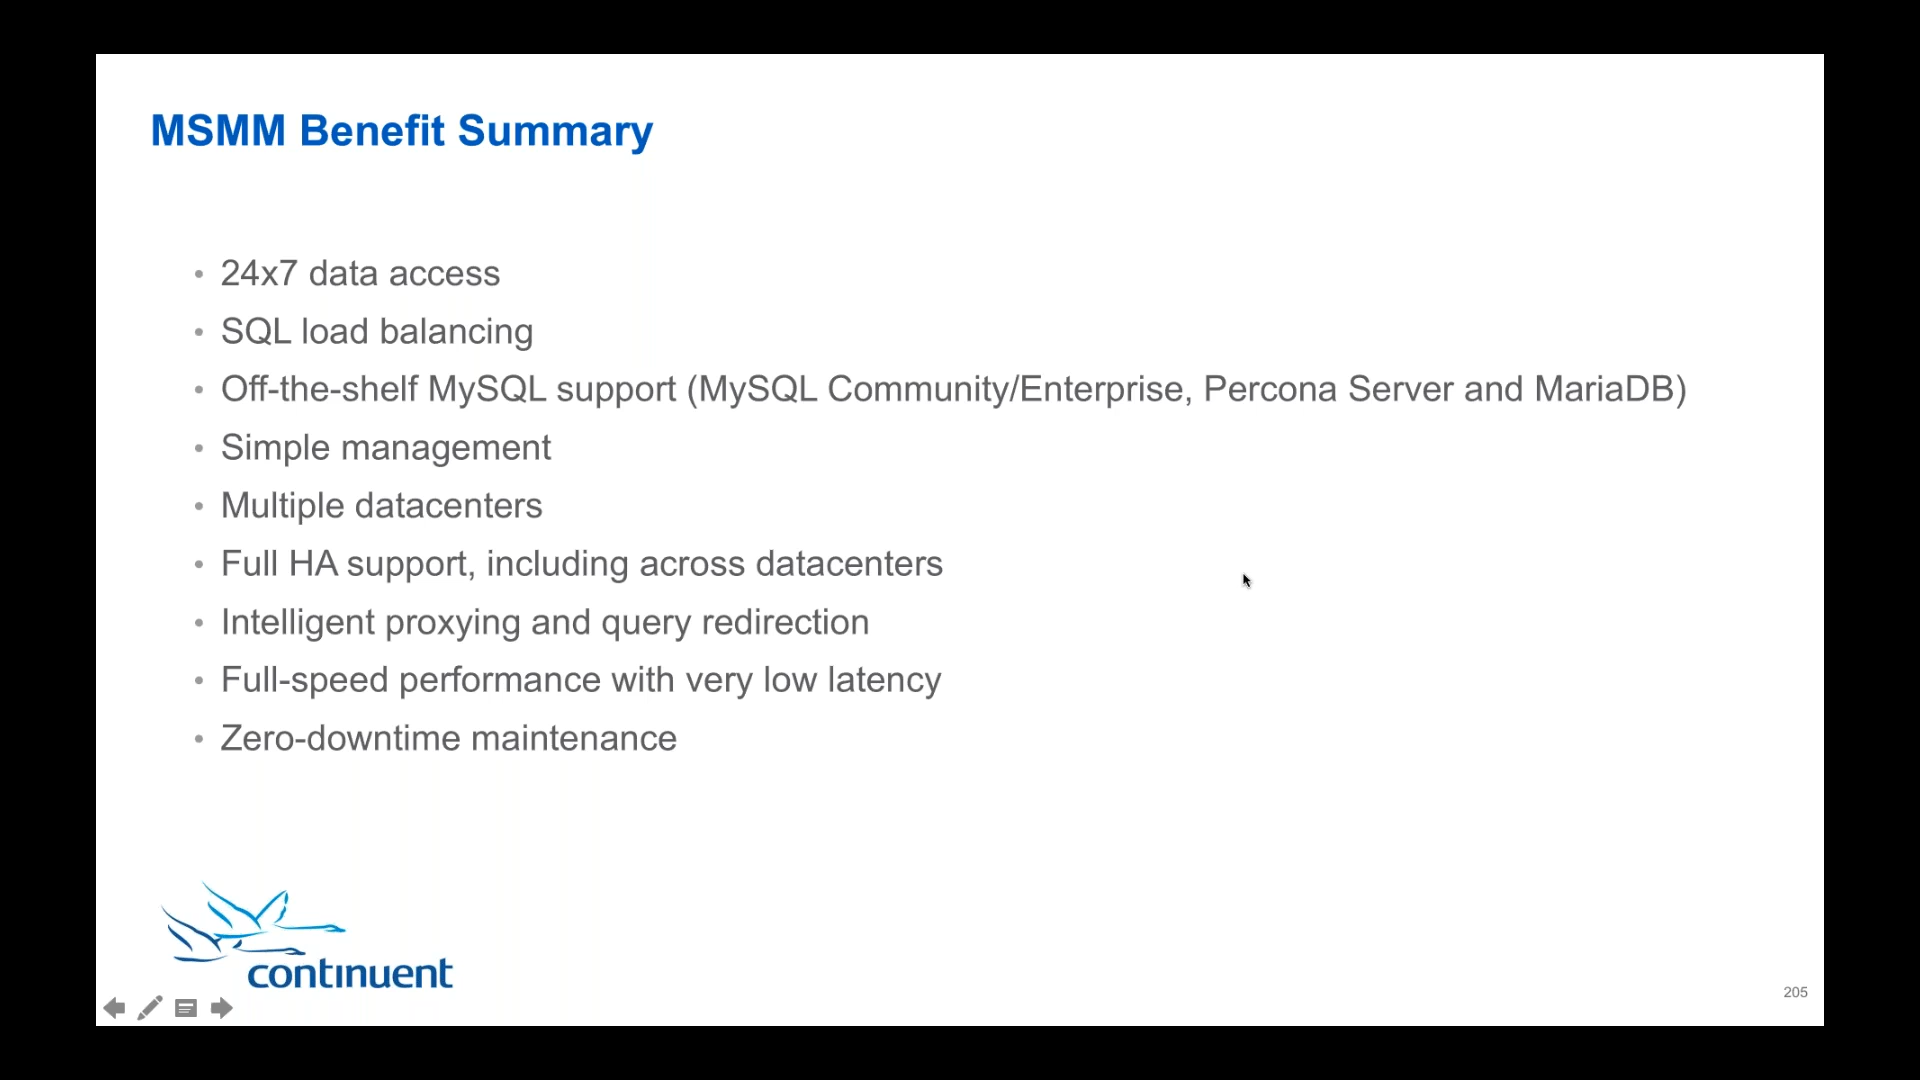 MSMM Benefit Summary
• 24x7 data access
• SQL load balancing
• Off-the-shelf MySQL support (MySQL Community/Enterprise, Percona Server and MariaDB)
• Simple management
• Multiple datacenters
• Full HA support, including across datacenters
• Intelligent proxying and query redirection
• Full-speed performance with very low latency
• Zero-downtime maintenance
continuent
205